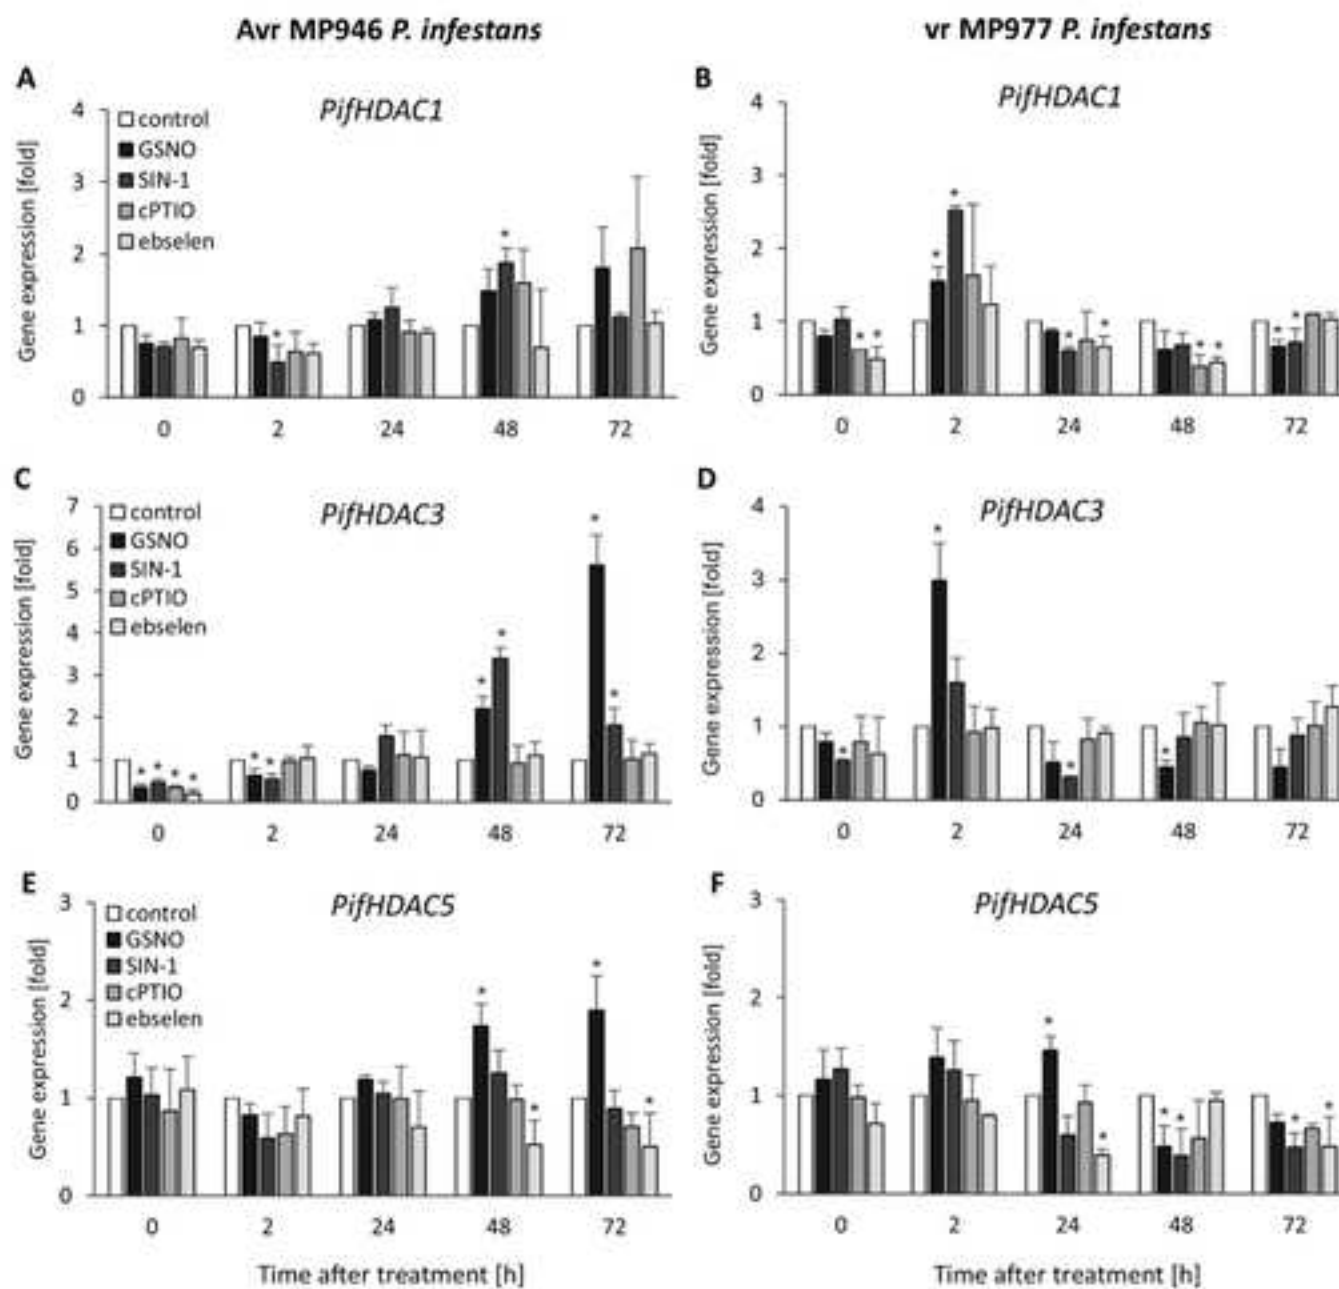 Avr MP946 P. infestans
vr MP977 P. infestans
A
PifHDAC1
Gene expression [fold]
4
3
2
1
0
control
GSNO
SIN-1
cPTIO
ebselen
*
*
0 2 24 48 72
B
PifHDAC1
Gene expression [fold]
4
3
2
1
0
* *
* *
* *
* *
* *
0 2 24 48 72
C
PifHDAC3
Gene expression [fold]
7
6
5
4
3
2
1
0
control
GSNO
SIN-1
cPTIO
ebselen
* * * *
* *
* *
* *
0 2 24 48 72
D
PifHDAC3
Gene expression [fold]
4
3
2
1
0
*
*
*
*
0 2 24 48 72
E
PifHDAC5
Gene expression [fold]
3
2
1
0
control
GSNO
SIN-1
cPTIO
ebselen
* *
* *
0 2 24 48 72
Time after treatment [h]
F
PifHDAC5
Gene expression [fold]
3
2
1
0
* *
* *
* *
0 2 24 48 72
Time after treatment [h]